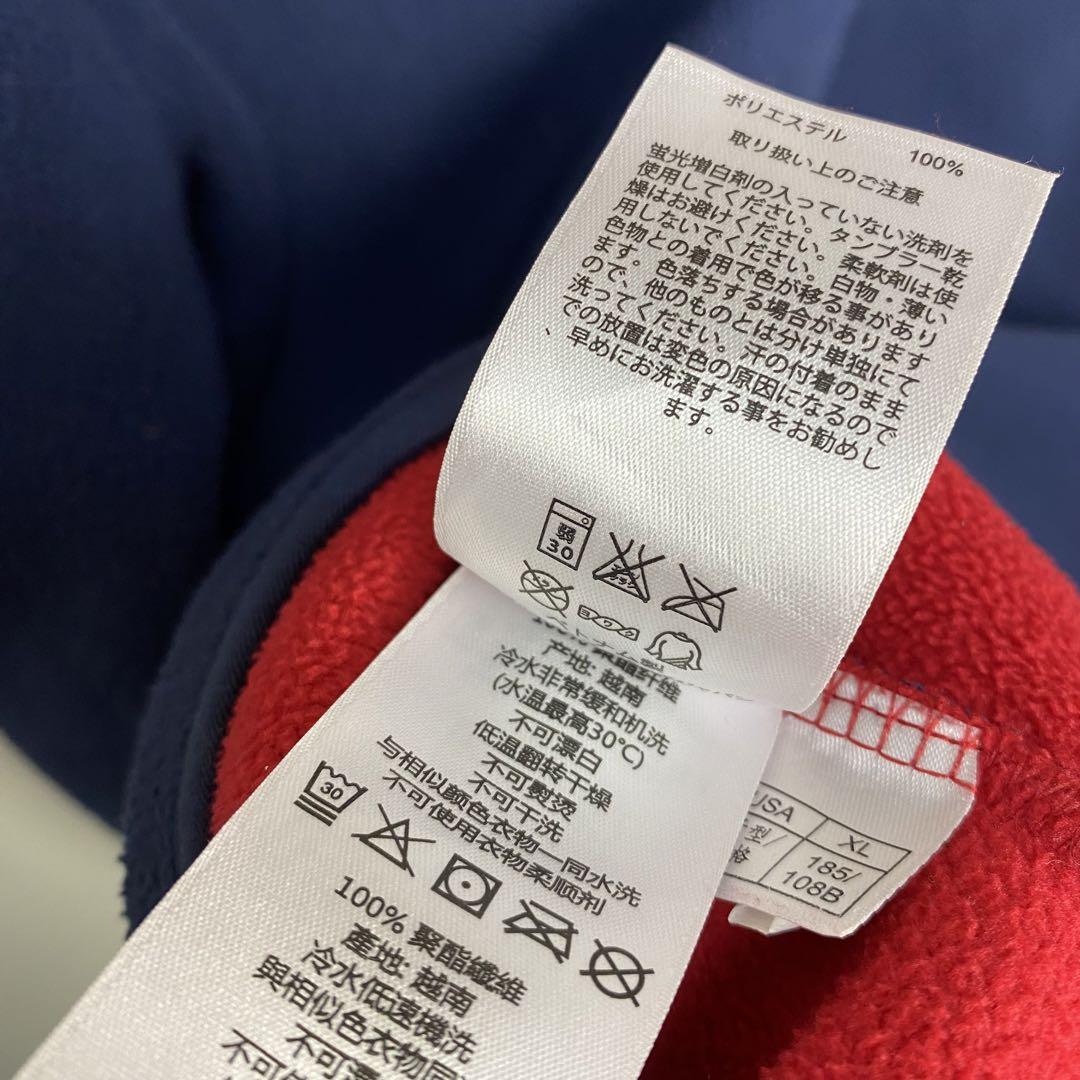 ポリエステル 100%
取り扱い上のご注意
蛍光増白剤の入っていない洗剤を
使用してください。タンブラー乾
燥はお避けください。柔軟剤は使
用しないでください。白物・薄い
色物との着用で色が移る事があり
ます。色落ちする場合があります
ので、他のものとは分け単独にて
洗ってください。汗の付着のまま
での放置は変色の原因になるので
早めにお洗濯する事をお勧めし
ます。
弱
30
ヨワク
产地: 越南
冷水非常缓和机洗
(水温最高30°C)
不可漂白
低温翻转干燥
不可熨烫
不可干洗
与相似颜色衣物一同水洗
不可使用衣物柔顺剂
30
100% 聚酯纖維
產地: 越南
冷水低速機洗
與相似色衣物同
不可
USA XL
型/
格
185/
108B